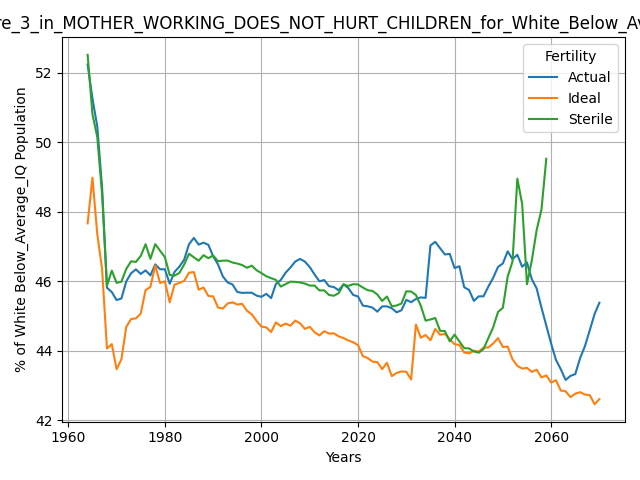 re_3_in_MOTHER_WORKING_DOES_NOT_HURT_CHILDREN_for_White_Below_Av
% of White Below_Average_IQ Population
52
50
48
46
44
42
1960
1980
2000
2020
2040
2060
Years
Fertility
Actual
Ideal
Sterile